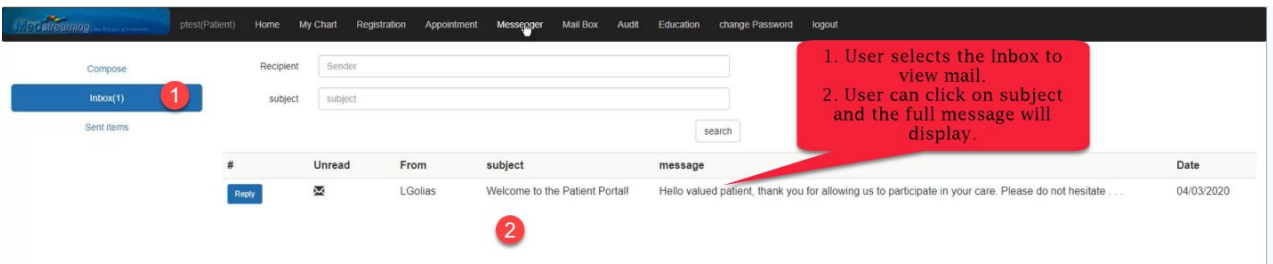 Medstreaming
ptest(Patient) Home My Chart Registration Appointment Messenger Mail Box Audit Education change Password logout
Compose
Inbox(1)
Sent items
1
Recipient Sender
subject subject
search
1. User selects the Inbox to
view mail.
2. User can click on subject
and the full message will
display.
# Unread From subject message Date
Reply LGolias Welcome to the Patient Portal! Hello valued patient, thank you for allowing us to participate in your care. Please do not hesitate . . . 04/03/2020
2